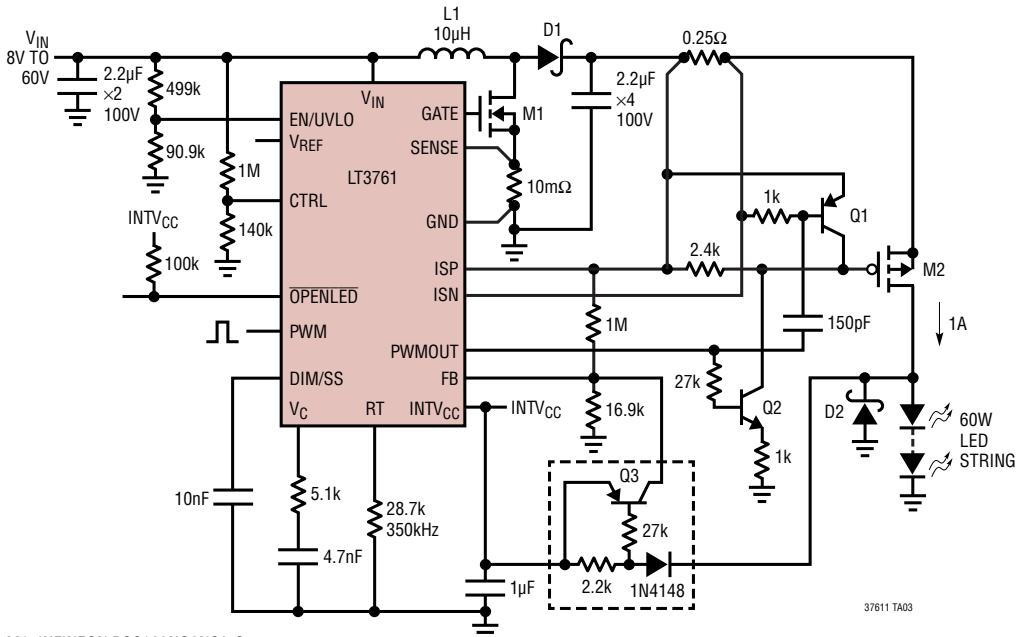 L1
10µH
D1
0.25Ω
VIN
8V TO
60V
2.2µF
×2
100V
499k
90.9k
1M
140k
INTVCC
100k
VIN
EN/UVLO
VREF
LT3761
CTRL
OPENLED
PWM
DIM/SS
VC
RT
INTVCC
GATE
SENSE
GND
ISP
ISN
PWMOUT
FB
M1
10mΩ
2.2µF
×4
100V
1k
Q1
2.4k
M2
1M
150pF
1A
27k
Q2
1k
INTVCC
16.9k
D2
60W
LED
STRING
10nF
5.1k
4.7nF
28.7k
350kHz
1µF
Q3
27k
2.2k
1N4148
37611 TA03